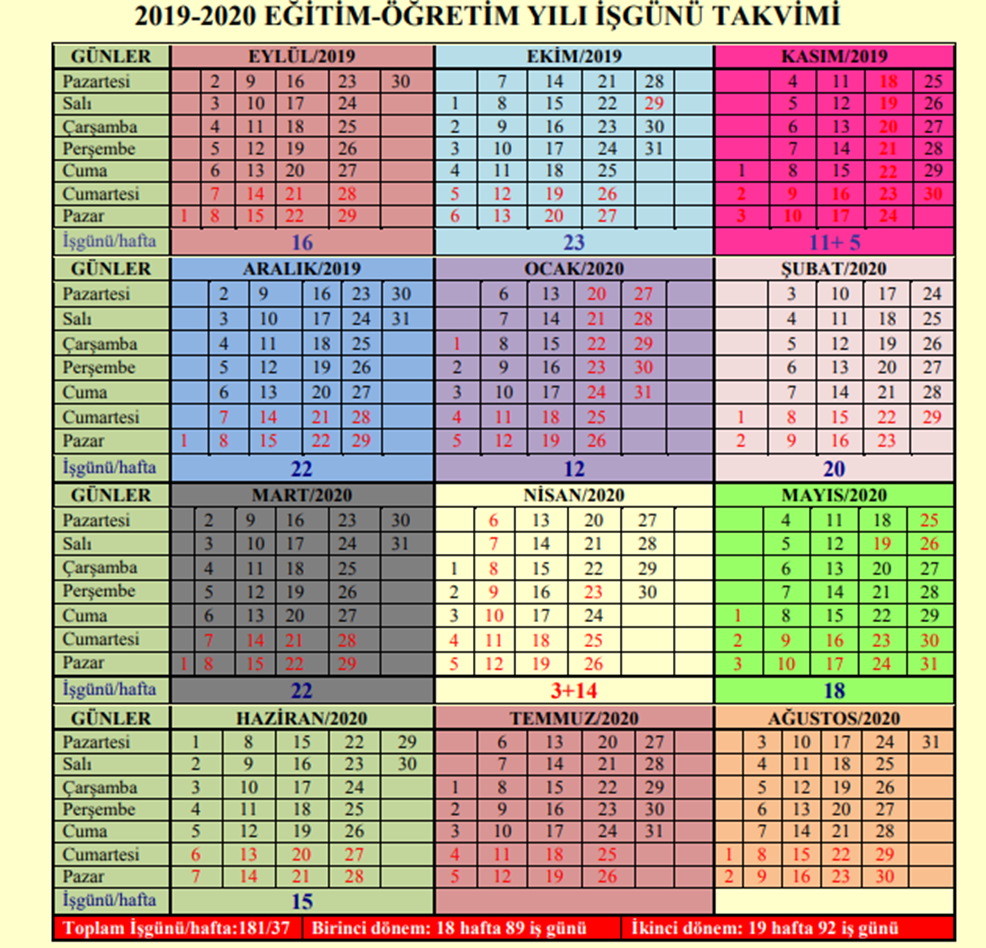 2019-2020 EĞİTİM-ÖĞRETİM YILI İŞGÜNÜ TAKVİMİ
GÜNLER EYLÜL/2019 EKİM/2019 KASIM/2019
Pazartesi 2 9 16 23 30 7 14 21 28 4 11 18 25
Salı 3 10 17 24 1 8 15 22 29 5 12 19 26
Çarşamba 4 11 18 25 2 9 16 23 30 6 13 20 27
Perşembe 5 12 19 26 3 10 17 24 31 7 14 21 28
Cuma 6 13 20 27 4 11 18 25 1 8 15 22 29
Cumartesi 7 14 21 28 5 12 19 26 2 9 16 23 30
Pazar 1 8 15 22 29 6 13 20 27 3 10 17 24
İşgünü/hafta 16 23 11+ 5
GÜNLER ARALIK/2019 OCAK/2020 ŞUBAT/2020
Pazartesi 2 9 16 23 30 6 13 20 27 3 10 17 24
Salı 3 10 17 24 31 7 14 21 28 4 11 18 25
Çarşamba 4 11 18 25 1 8 15 22 29 5 12 19 26
Perşembe 5 12 19 26 2 9 16 23 30 6 13 20 27
Cuma 6 13 20 27 3 10 17 24 31 7 14 21 28
Cumartesi 7 14 21 28 4 11 18 25 1 8 15 22 29
Pazar 1 8 15 22 29 5 12 19 26 2 9 16 23
İşgünü/hafta 22 12 20
GÜNLER MART/2020 NİSAN/2020 MAYIS/2020
Pazartesi 2 9 16 23 30 6 13 20 27 4 11 18 25
Salı 3 10 17 24 31 7 14 21 28 5 12 19 26
Çarşamba 4 11 18 25 1 8 15 22 29 6 13 20 27
Perşembe 5 12 19 26 2 9 16 23 30 7 14 21 28
Cuma 6 13 20 27 3 10 17 24 1 8 15 22 29
Cumartesi 7 14 21 28 4 11 18 25 2 9 16 23 30
Pazar 1 8 15 22 29 5 12 19 26 3 10 17 24 31
İşgünü/hafta 22 3+14 18
GÜNLER HAZİRAN/2020 TEMMUZ/2020 AĞUSTOS/2020
Pazartesi 1 8 15 22 29 6 13 20 27 3 10 17 24 31
Salı 2 9 16 23 30 7 14 21 28 4 11 18 25
Çarşamba 3 10 17 24 1 8 15 22 29 5 12 19 26
Perşembe 4 11 18 25 2 9 16 23 30 6 13 20 27
Cuma 5 12 19 26 3 10 17 24 31 7 14 21 28
Cumartesi 6 13 20 27 4 11 18 25 1 8 15 22 29
Pazar 7 14 21 28 5 12 19 26 2 9 16 23 30
İşgünü/hafta 15
Toplam İşgünü/hafta:181/37 Birinci dönem: 18 hafta 89 iş günü İkinci dönem: 19 hafta 92 iş günü